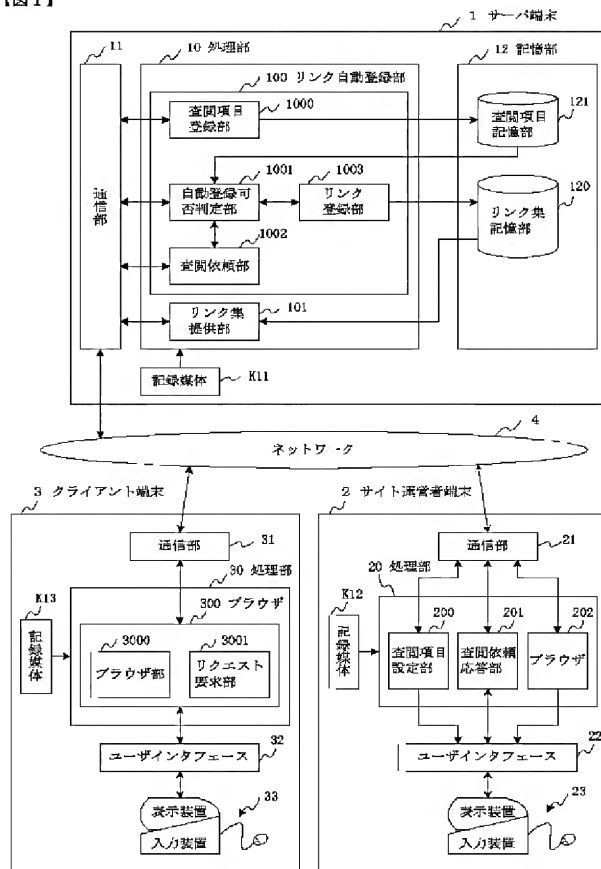 【図1】
1 サーバ端末
11
10 処理部
12 記憶部
100 リンク自動登録部
1000
査閲項目
登録部
121
査閲項目
記憶部
1001
1003
自動登録可
否判定部
リンク
登録部
120
リンク集
記憶部
通信部
1002
査閲依頼部
101
リンク集
提供部
記録媒体
K11
4
ネットワーク
3 クライアント端末
通信部
31
30 処理部
K13
300 ブラウザ
記録媒体
3000
ブラウザ部
3001
リクエスト
要求部
ユーザインタフェース
32
表示装置
入力装置
33
2 サイト運営者端末
通信部
21
20 処理部
K12
記録媒体
200
査閲項目
設定部
201
査閲依頼
応答部
202
ブラウザ
ユーザインタフェース
22
表示装置
入力装置
23